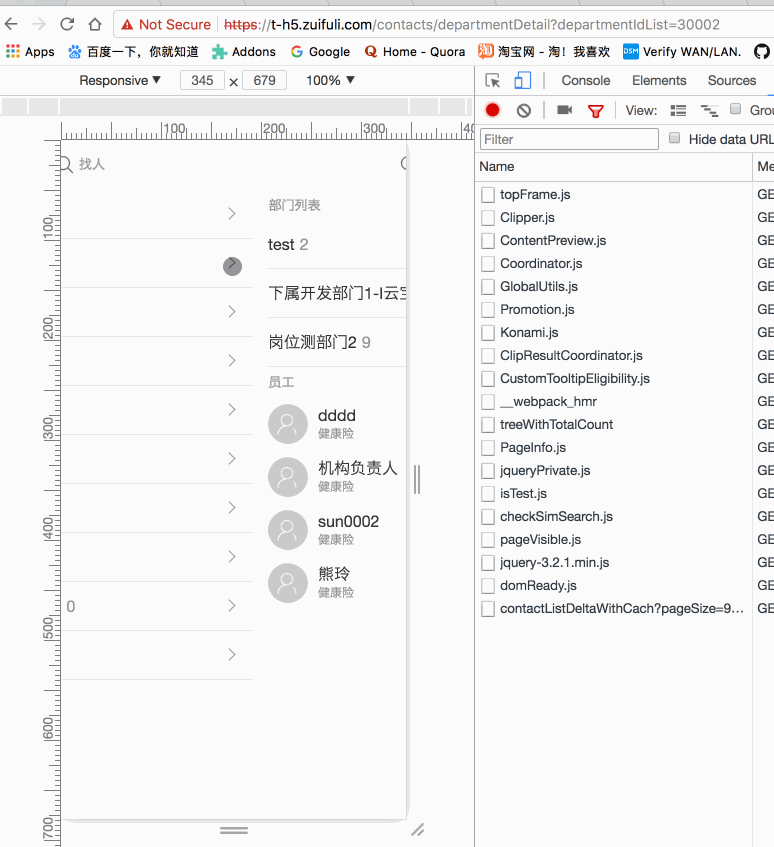 Not Secure https://t-h5.zuifuli.com/contacts/departmentDetail?departmentIdList=30002
Apps 百度一下，你就知道 Addons Google Home - Quora 淘宝网 - 淘！我喜欢 DSM Verify WAN/LAN.
Responsive ▼ 345 × 679 100% ▼
Console Elements Sources
View: Grou
Filter Hide data URL
100 200 300 40
100
200
300
400
500
600
700
找人
部门列表
test 2
下属开发部门1-I云宝
岗位测部门2 9
员工
dddd
健康险
机构负责人
健康险
sun0002
健康险
熊玲
健康险
0
Name Me
topFrame.js GE
Clipper.js GE
ContentPreview.js GE
Coordinator.js GE
GlobalUtils.js GE
Promotion.js GE
Konami.js GE
ClipResultCoordinator.js GE
CustomTooltipEligibility.js GE
__webpack_hmr GE
treeWithTotalCount GE
PageInfo.js GE
jqueryPrivate.js GE
isTest.js GE
checkSimSearch.js GE
pageVisible.js GE
jquery-3.2.1.min.js GE
domReady.js GE
contactListDeltaWithCach?pageSize=9... GE